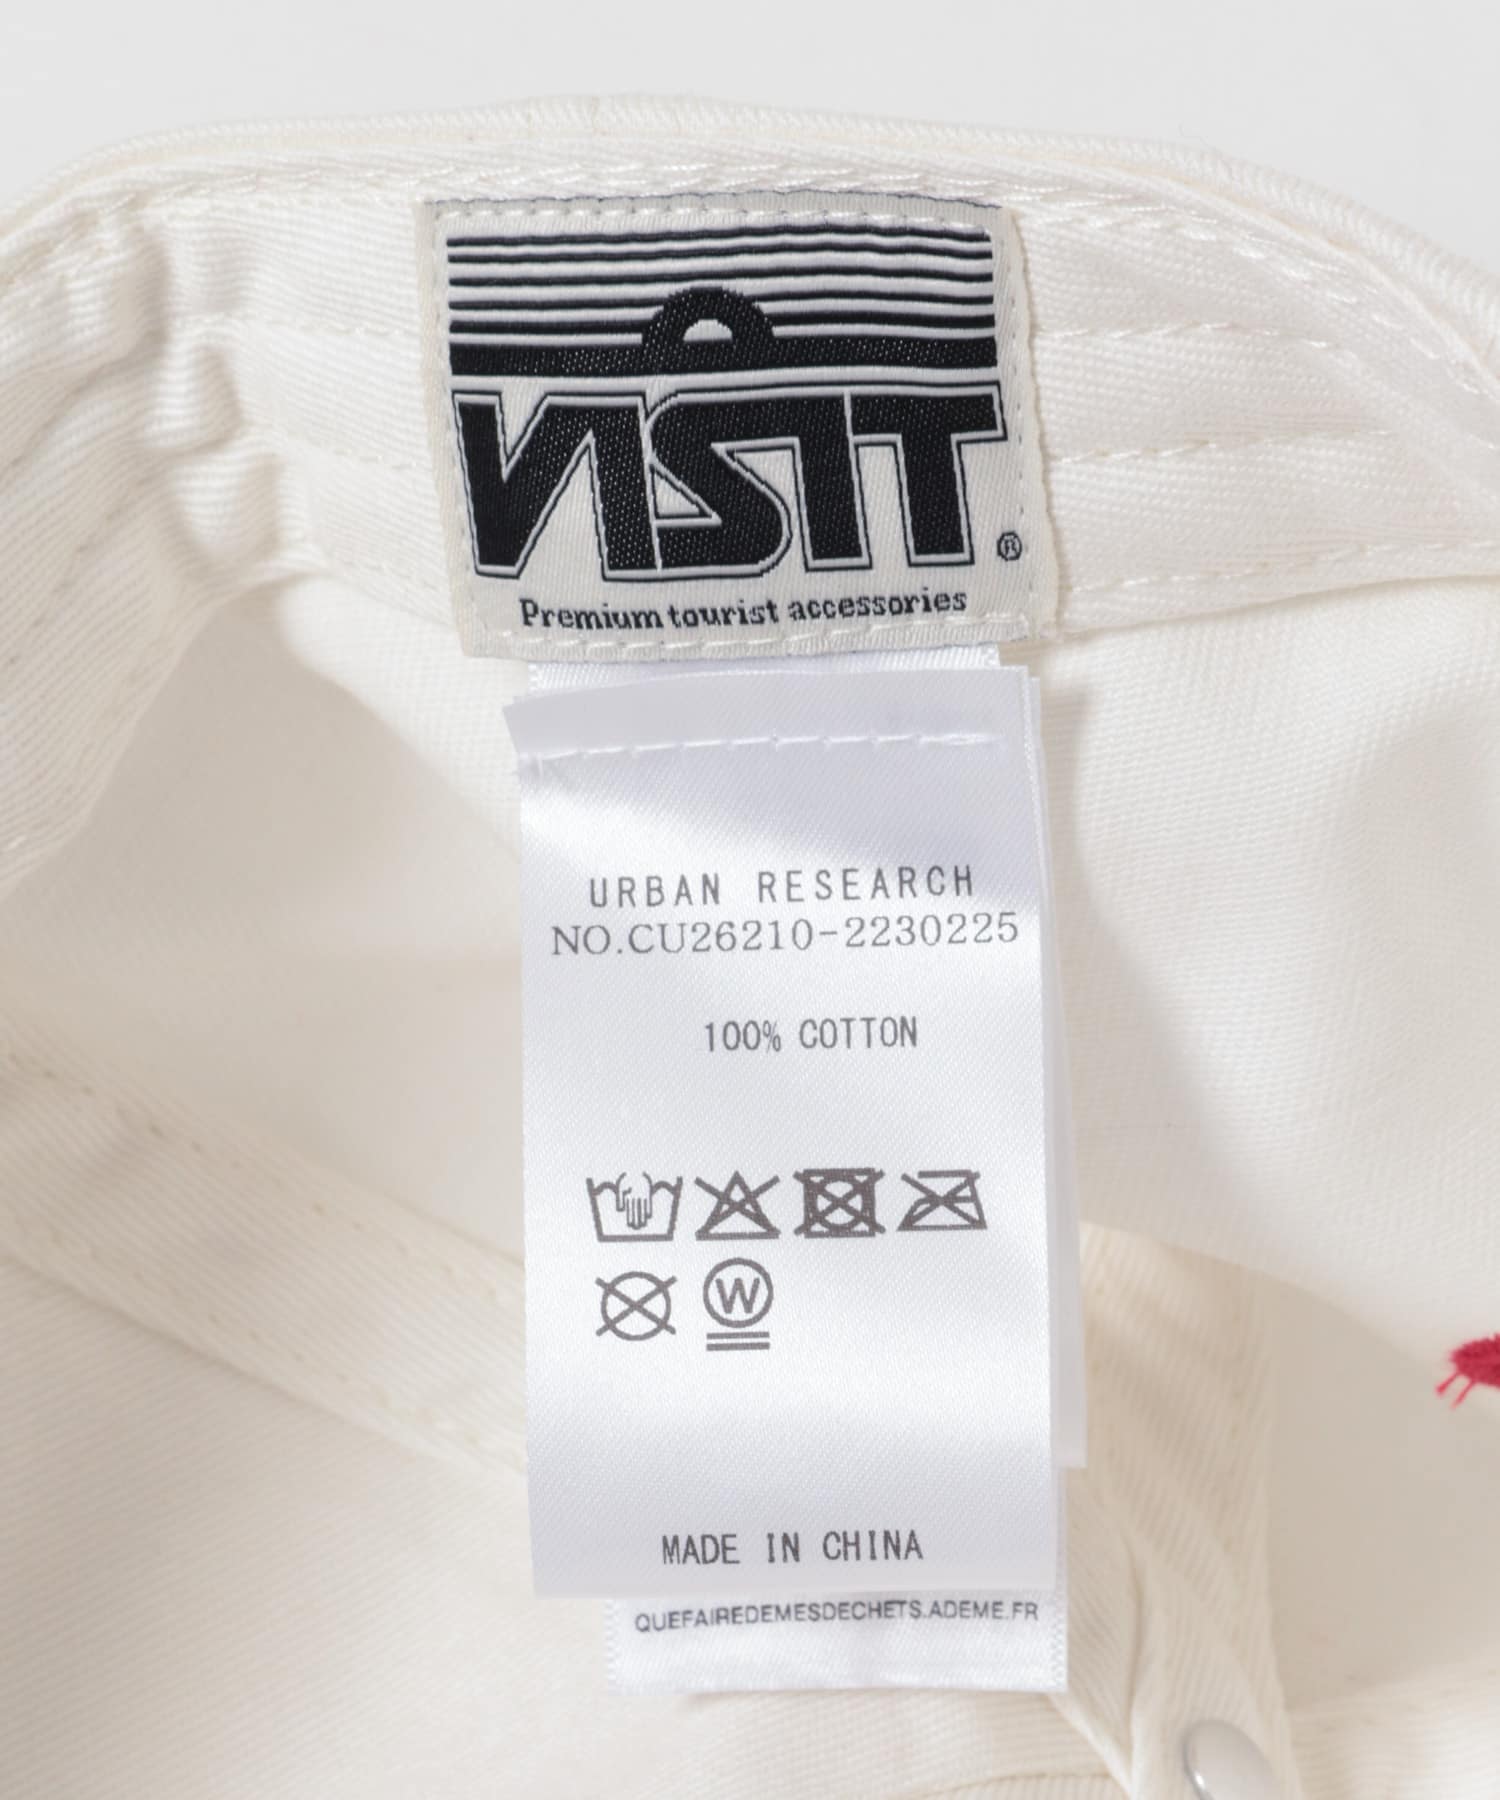 VISIT
®
Premium tourist accessories
URBAN RESEARCH
NO.CU26210-2230225
100% COTTON
W
MADE IN CHINA
QUEFAIREDEMESDECHETS.ADEME.FR